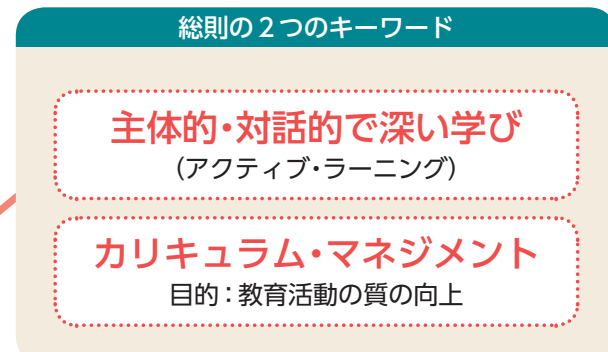 総則の2つのキーワード
主体的・対話的で深い学び
(アクティブ・ラーニング)
カリキュラム・マネジメント
目的:教育活動の質の向上